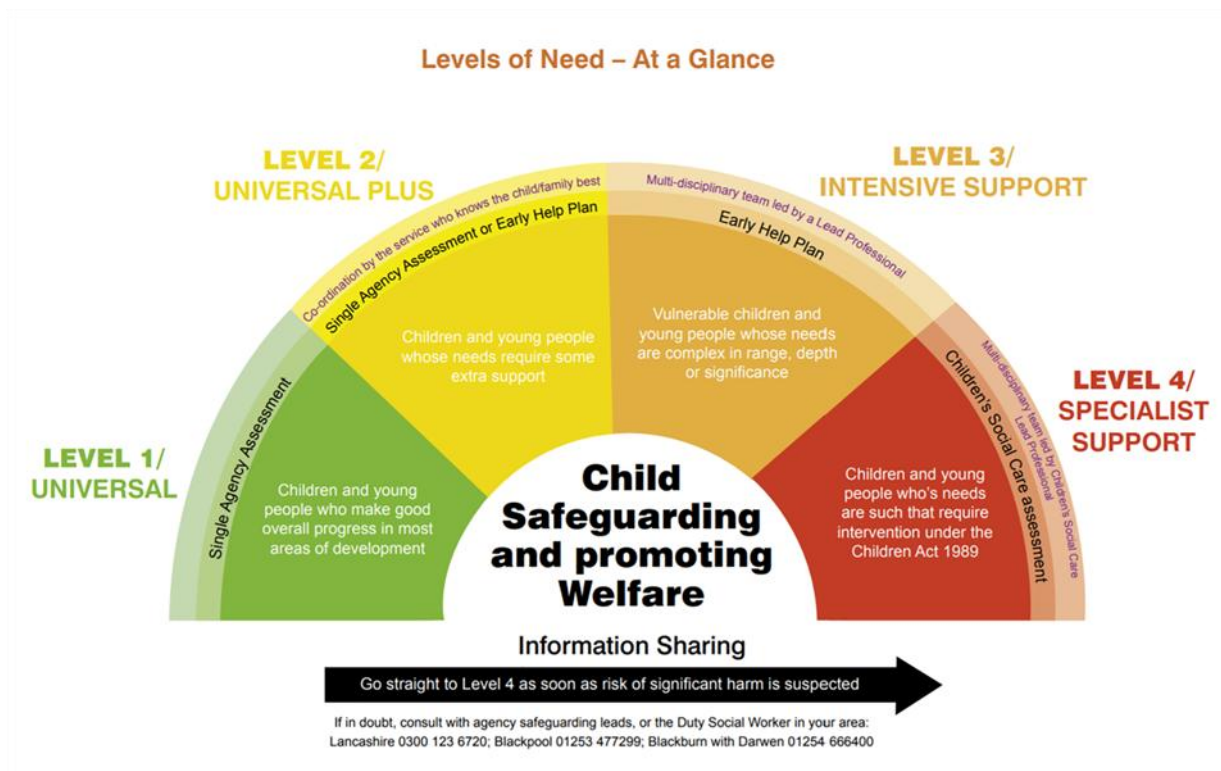 Levels of Need – At a Glance
LEVEL 1/
UNIVERSAL
Single Agency Assessment
Children and young
people who make good
overall progress in most
areas of development
LEVEL 2/
UNIVERSAL PLUS
Co-ordination by the service who knows the child/family best
Single Agency Assessment or Early Help Plan
Children and young people
whose needs require some
extra support
LEVEL 3/
INTENSIVE SUPPORT
Multi-disciplinary team led by a Lead Professional
Early Help Plan
Vulnerable children and
young people whose needs
are complex in range, depth
or significance
LEVEL 4/
SPECIALIST
SUPPORT
Multi-disciplinary team led by Children's Social Care
Lead Professional
Children's Social Care assessment
Children and young
people who's needs
are such that require
intervention under the
Children Act 1989
Child
Safeguarding
and promoting
Welfare
Information Sharing
Go straight to Level 4 as soon as risk of significant harm is suspected
If in doubt, consult with agency safeguarding leads, or the Duty Social Worker in your area:
Lancashire 0300 123 6720; Blackpool 01253 477299; Blackburn with Darwen 01254 666400